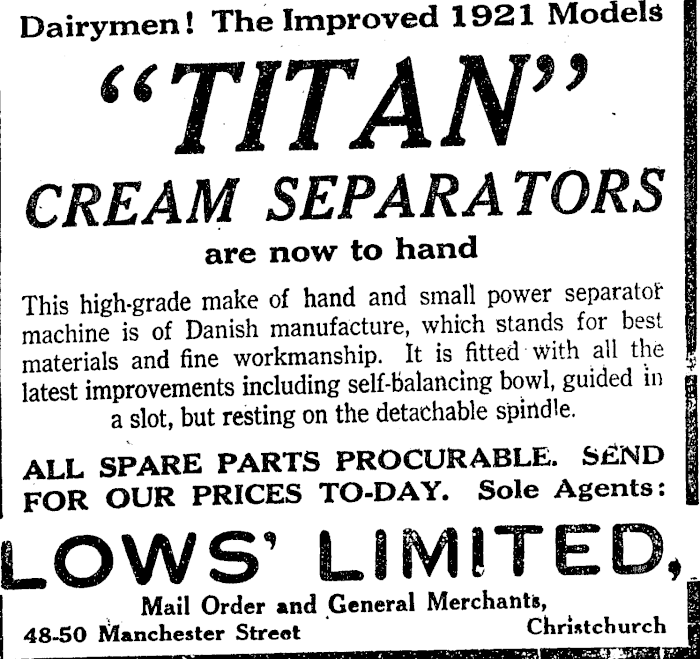 Dairymen! The Improved 1921 Models
“TITAN”
CREAM SEPARATORS
are now to hand
This high-grade make of hand and small power separator
machine is of Danish manufacture, which stands for best
materials and fine workmanship. It is fitted with all the
latest improvements including self-balancing bowl, guided in
a slot, but resting on the detachable spindle.
ALL SPARE PARTS PROCURABLE. SEND
FOR OUR PRICES TO-DAY. Sole Agents:
LOWS’ LIMITED,
Mail Order and General Merchants,
48-50 Manchester Street Christchurch